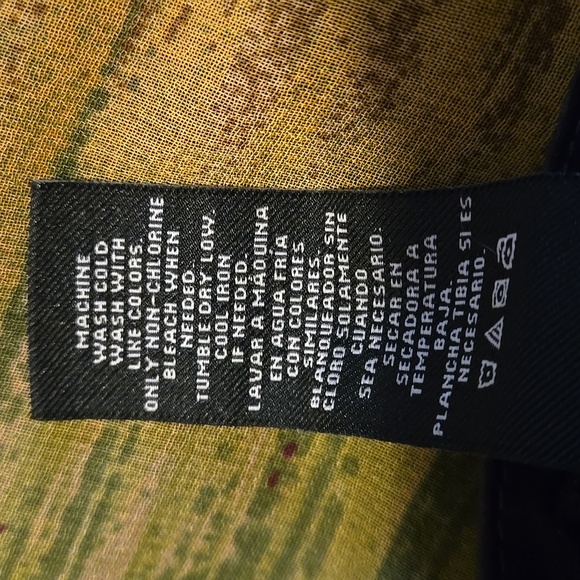 MACHINE
WASH COLD
WASH WITH
LIKE COLORS.
ONLY NON-CHLORINE
BLEACH WHEN
NEEDED.
TUMBLE DRY LOW.
COOL IRON
IF NEEDED.
LAVAR A MAQUINA
EN AGUA FRIA
CON COLORES
SIMILARES.
BLANQUEADOR SIN
CLORO SOLAMENTE
CUANDO
SEA NECESARIO.
SECAR EN
SECADORA A
TEMPERATURA
BAJA.
PLANCHA TIBIA SI ES
NECESARIO.